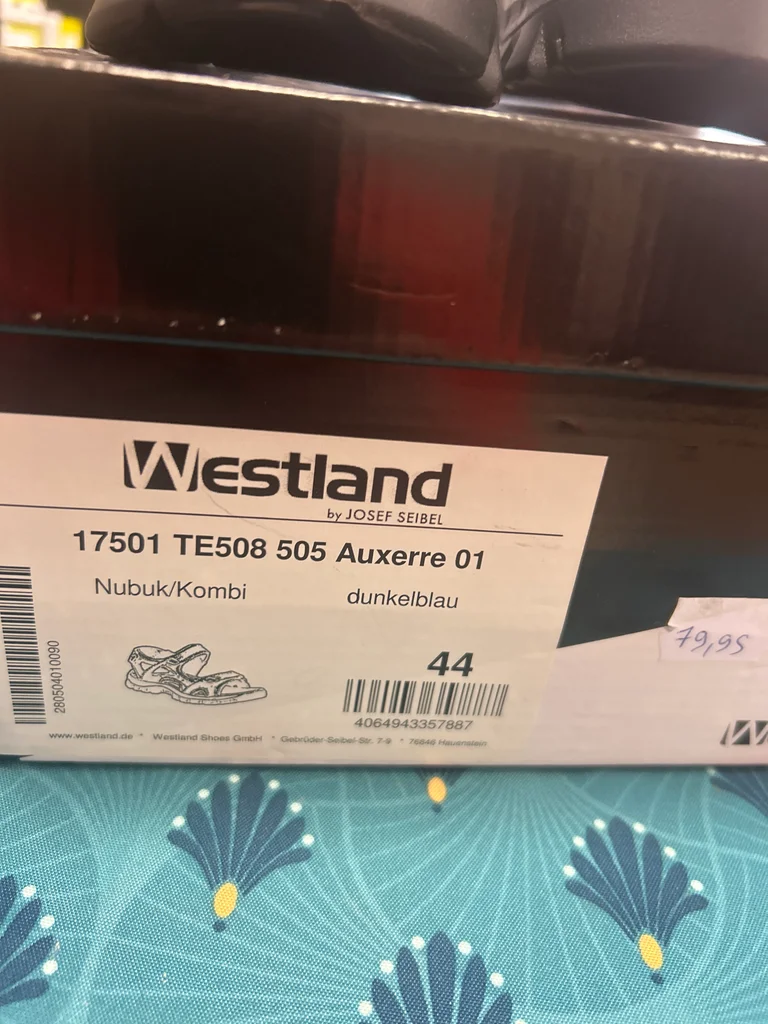 Westland
by JOSEF SEIBEL
17501 TE508 505 Auxerre 01
Nubuk/Kombi dunkelblau
44
280504010090
4064943357887
79,95
www.westland.de * Westland Shoes GmbH * Gebrüder-Seibel-Str. 7-9 * 76846 Hauenstein